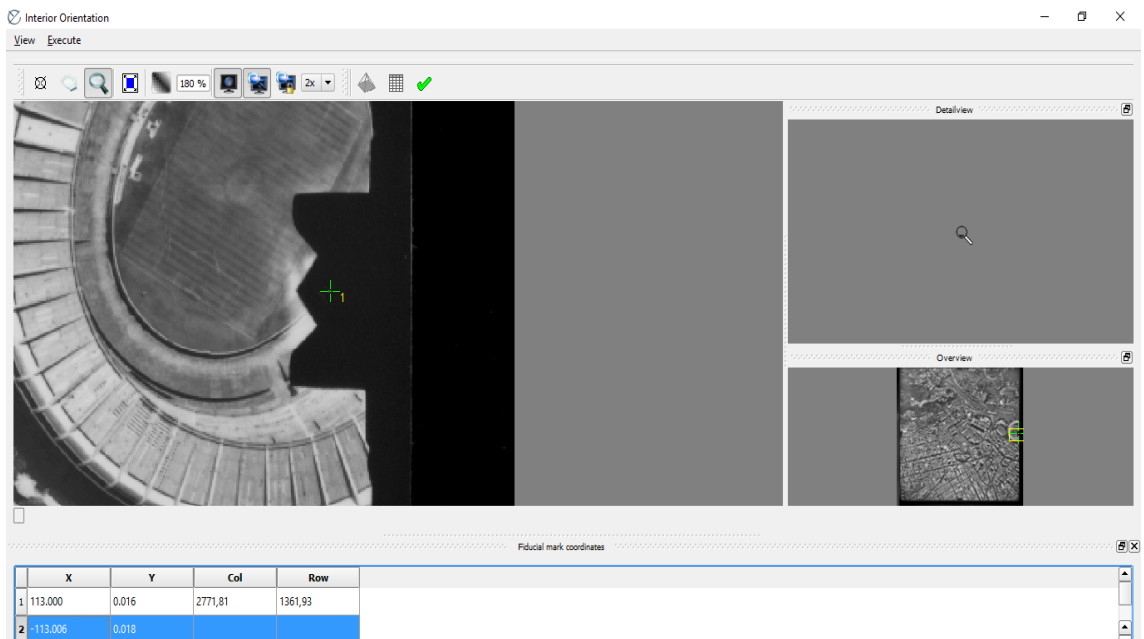 Interior Orientation
View Execute
180 % 2x
Detailview
1
Overview
Fiducial mark coordinates
X Y Col Row
1 113.000 0.016 2771,81 1361,93
2 -113.006 0.018